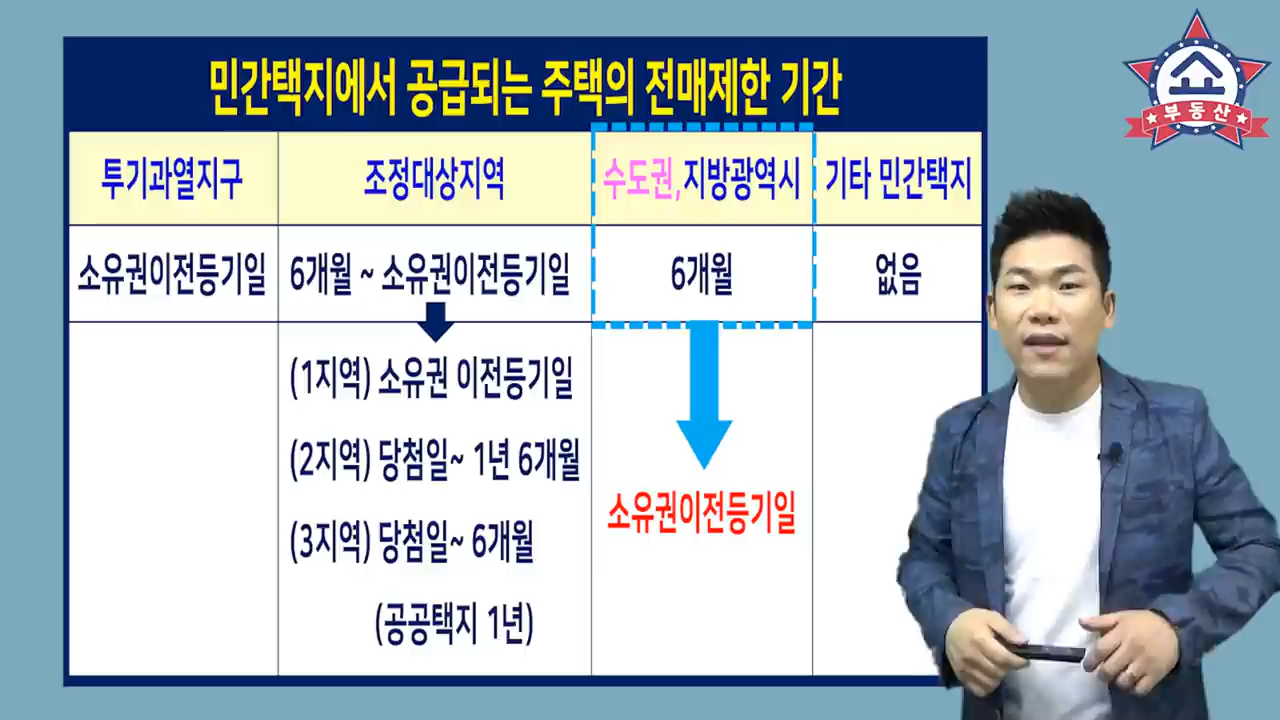 민간택지에서 공급되는 주택의 전매제한 기간
투기과열지구
조정대상지역
수도권, 지방광역시
기타 민간택지
소유권이전등기일
6개월 ~ 소유권이전등기일
6개월
없음
(1지역) 소유권 이전등기일
(2지역) 당첨일~ 1년 6개월
(3지역) 당첨일~ 6개월
(공공택지 1년)
소유권이전등기일
부동산